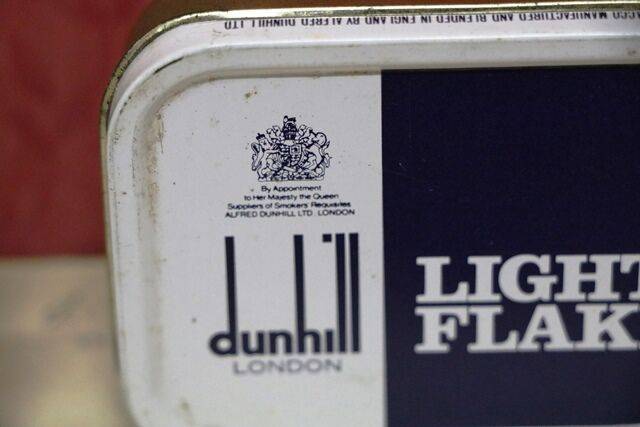 CCO MANUFACTURED AND BLENDED IN ENGLAND BY ALFRED DUNHILL LTD
By Appointment
to Her Majesty the Queen
Suppliers of Smokers' Requisites
ALFRED DUNHILL LTD. LONDON
dunhill
LONDON
LIGHT
FLAK